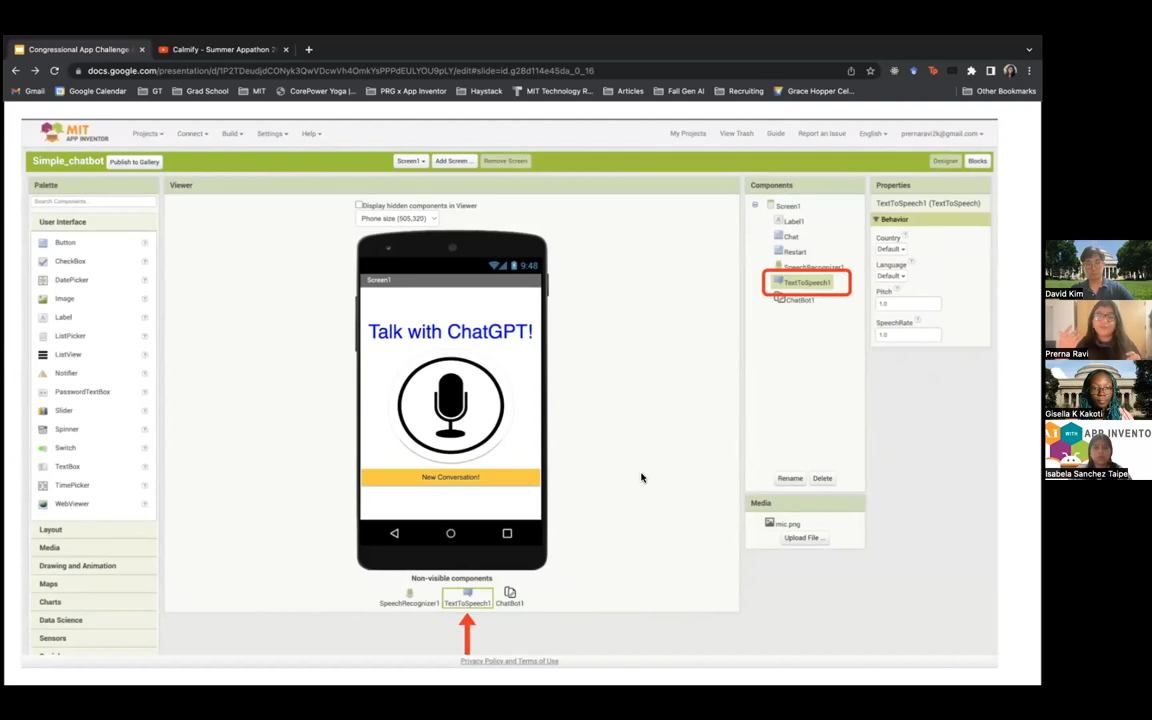 Congressional App Challenge
Calmify - Summer Appathon 2
docs.google.com/presentation/d/1P2TDeudjdCONyk3QwVDcwVh4OmkYsPPPdEULYOU9pLY/edit#slide=id.g28d114e45da_0_16
Gmail
Google Calendar
GT
Grad School
MIT
CorePower Yoga |...
PRG x App Inventor
Haystack
MIT Technology R...
Articles
Fall Gen AI
Recruiting
Grace Hopper Cel...
Other Bookmarks
MIT
APP INVENTOR
Projects
Connect
Build
Settings
Help
My Projects
View Trash
Guide
Report an Issue
English
prernaravi2k@gmail.com
Simple_chatbot
Publish to Gallery
Screen1
Add Screen ...
Remove Screen
Designer
Blocks
Palette
Search Components...
User Interface
Button
CheckBox
DatePicker
Image
Label
ListPicker
ListView
Notifier
PasswordTextBox
Slider
Spinner
Switch
TextBox
TimePicker
WebViewer
Layout
Media
Drawing and Animation
Maps
Charts
Data Science
Sensors
Viewer
Display hidden components in Viewer
Phone size (505,320)
9:48
Screen1
Talk with ChatGPT!
New Conversation!
Non-visible components
SpeechRecognizer1
TextToSpeech1
ChatBot1
Privacy Policy and Terms of Use
Components
Screen1
Label1
Chat
Restart
SpeechRecognizer1
TextToSpeech1
ChatBot1
Rename
Delete
Media
mic.png
Upload File ...
Properties
TextToSpeech1 (TextToSpeech)
Behavior
Country
Default
Language
Default
Pitch
1.0
SpeechRate
1.0
David Kim
Prerna Ravi
Gisella K Kakoti
WITH APP INVENTO
Isabela Sanchez Taipe